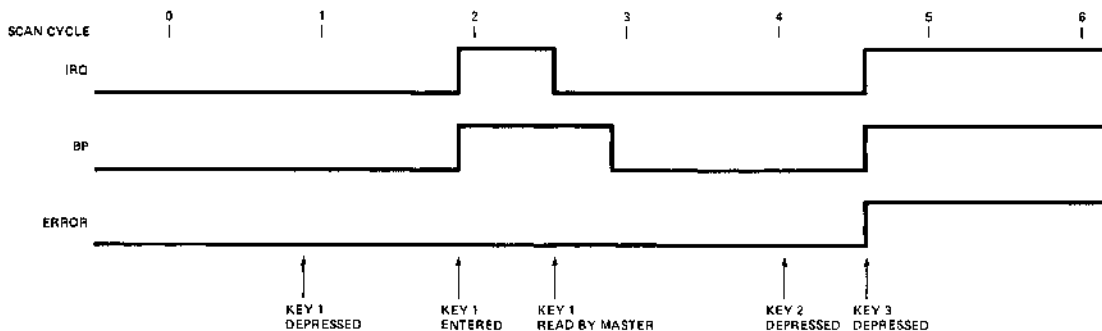 0 1 2 3 4 5 6
SCAN CYCLE
IRQ
BP
ERROR
KEY 1 DEPRESSED
KEY 1 ENTERED
KEY 1 READ BY MASTER
KEY 2 DEPRESSED
KEY 3 DEPRESSED